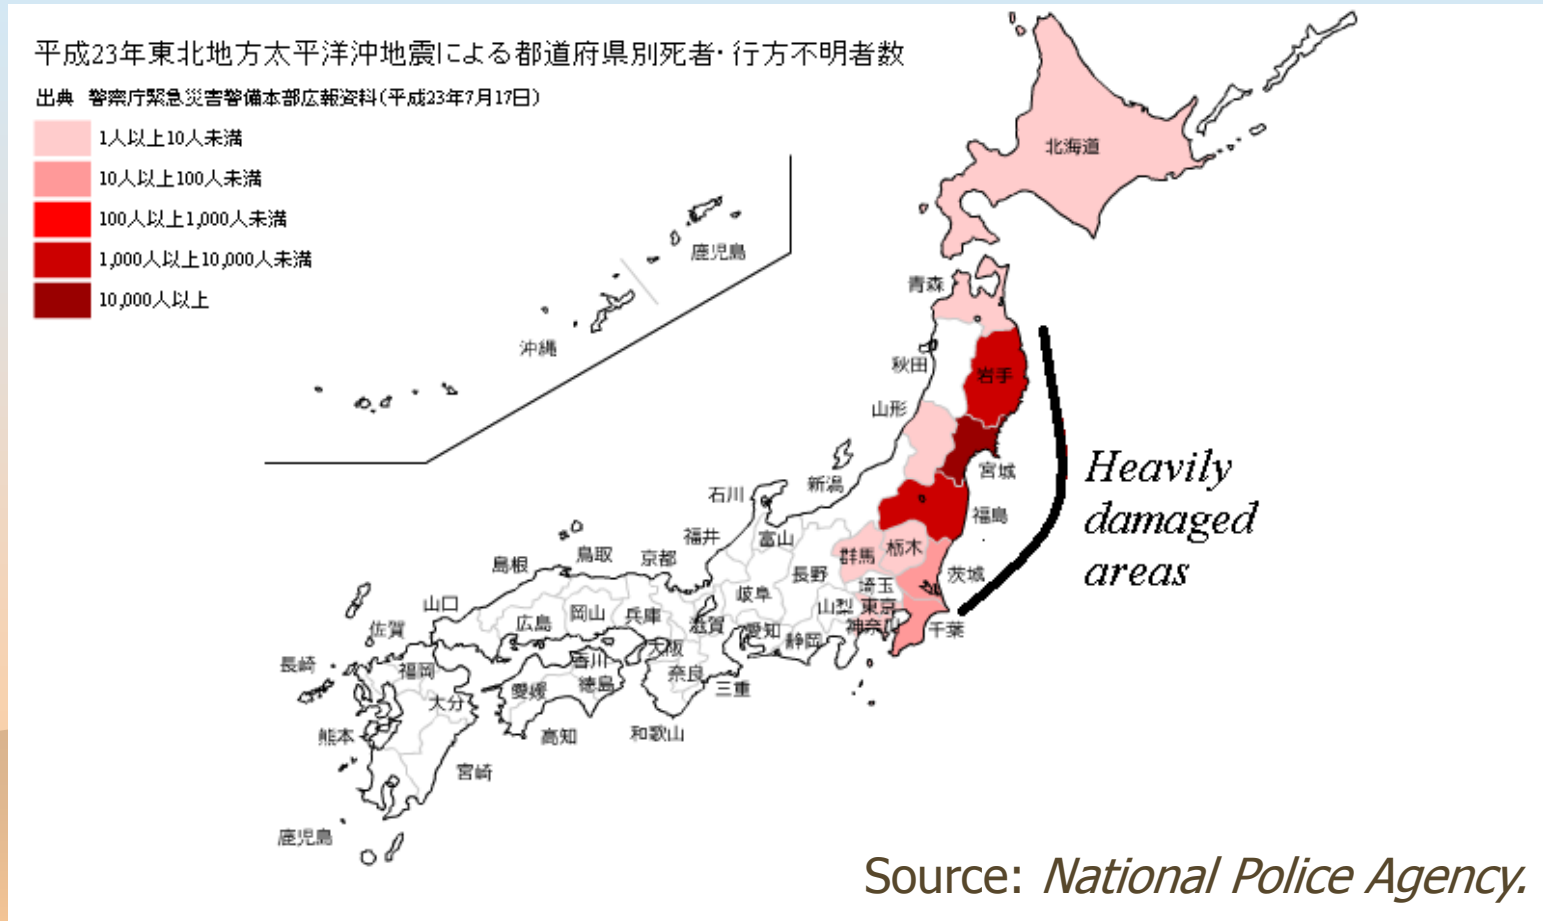 平成23年東北地方太平洋沖地震による都道府県別死者・行方不明者数
出典 警察庁緊急災害警備本部広報資料(平成23年7月17日)
1人以上10人未満
10人以上100人未満
100人以上1,000人未満
1,000人以上10,000人未満
10,000人以上
北海道
鹿児島
沖縄
青森
秋田
岩手
山形
宮城
新潟
石川
福島
福井
富山
群馬
栃木
島根
鳥取
京都
長野
茨城
岐阜
埼玉
山口
広島
岡山
兵庫
滋賀
愛知
静岡
山梨
東京
神奈川
千葉
佐賀
長崎
福岡
大分
香川
大阪
奈良
愛媛
徳島
三重
熊本
高知
和歌山
宮崎
鹿児島
Heavily
damaged
areas
Source: National Police Agency.